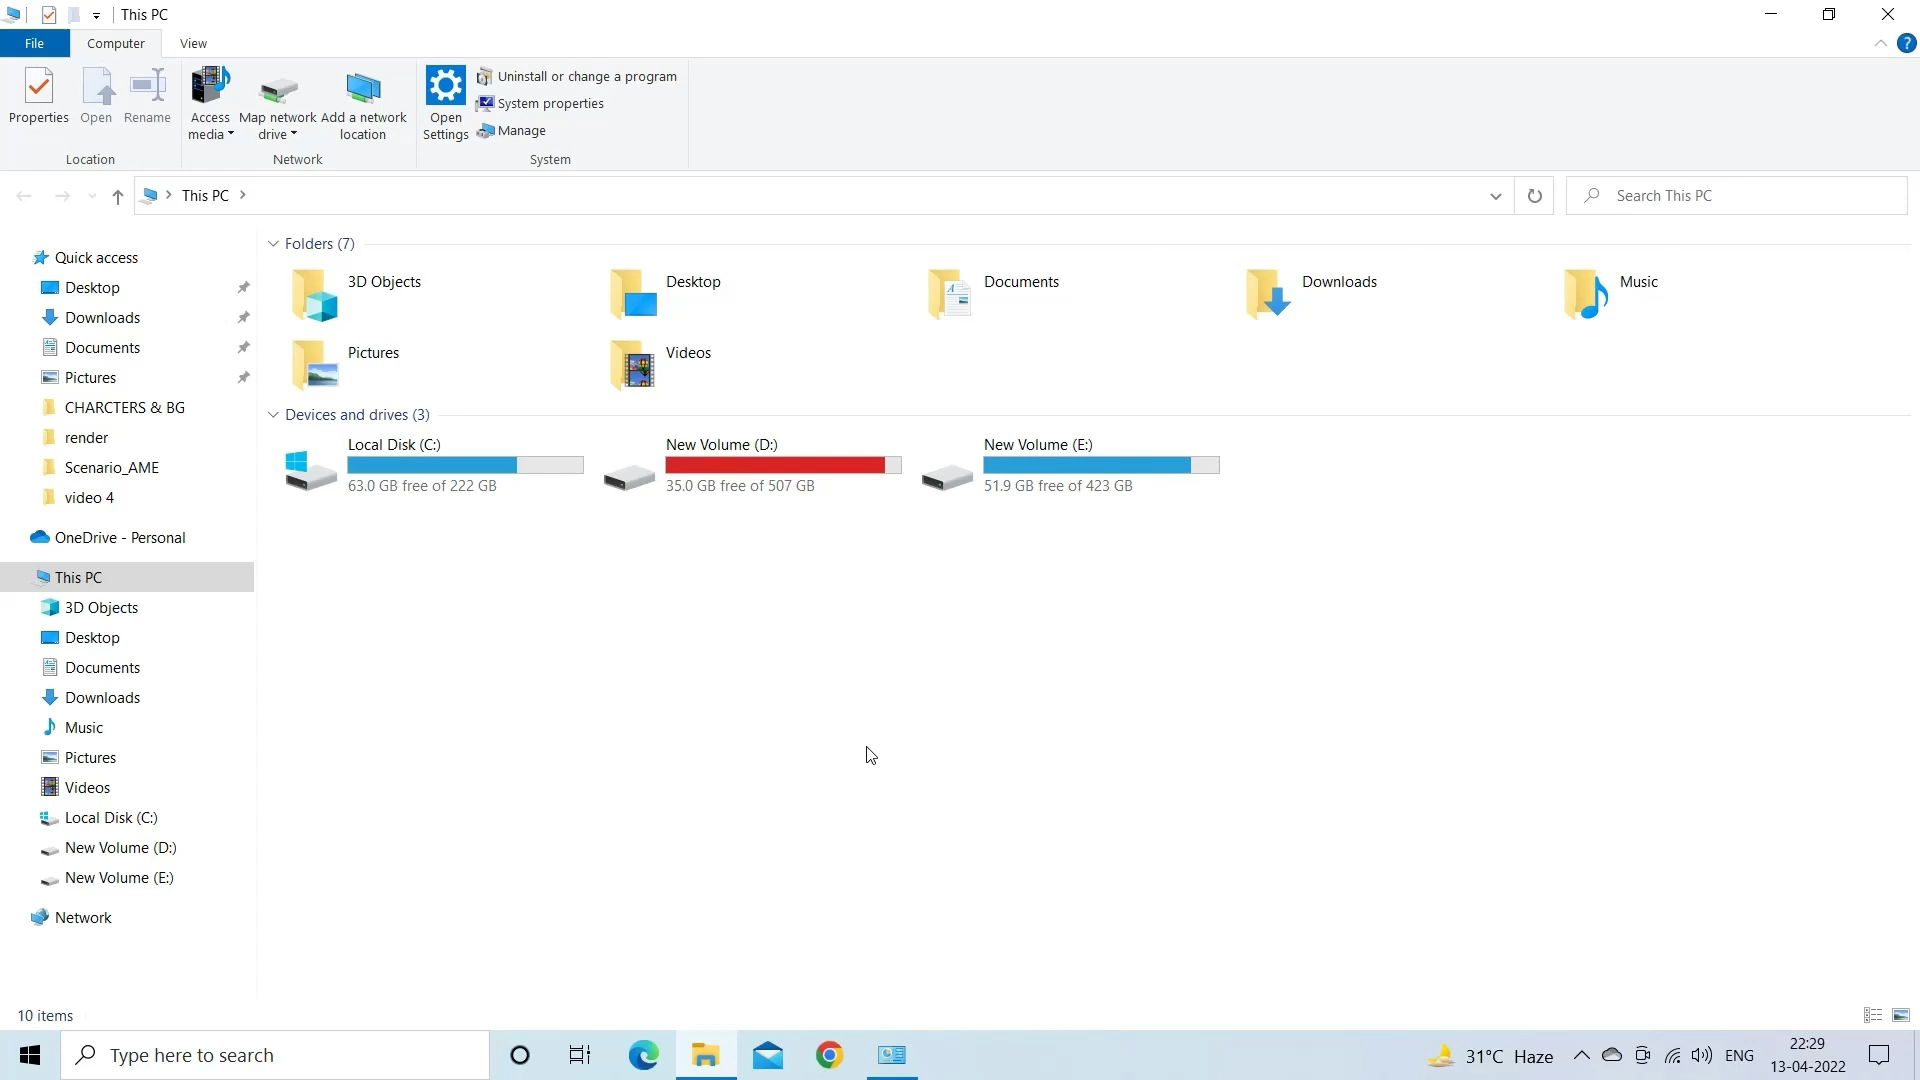 This PC
File
Computer
View
Properties
Open
Rename
Access media
Map network drive
Add a network location
Open Settings
Uninstall or change a program
System properties
Manage
Location
Network
System
This PC
Search This PC
Quick access
Desktop
Downloads
Documents
Pictures
CHARCTERS & BG
render
Scenario_AME
video 4
OneDrive - Personal
This PC
3D Objects
Desktop
Documents
Downloads
Music
Pictures
Videos
Local Disk (C:)
New Volume (D:)
New Volume (E:)
Network
Folders (7)
3D Objects
Desktop
Documents
Downloads
Music
Pictures
Videos
Devices and drives (3)
Local Disk (C:)
63.0 GB free of 222 GB
New Volume (D:)
35.0 GB free of 507 GB
New Volume (E:)
51.9 GB free of 423 GB
10 items
Type here to search
31°C Haze
ENG
22:29
13-04-2022